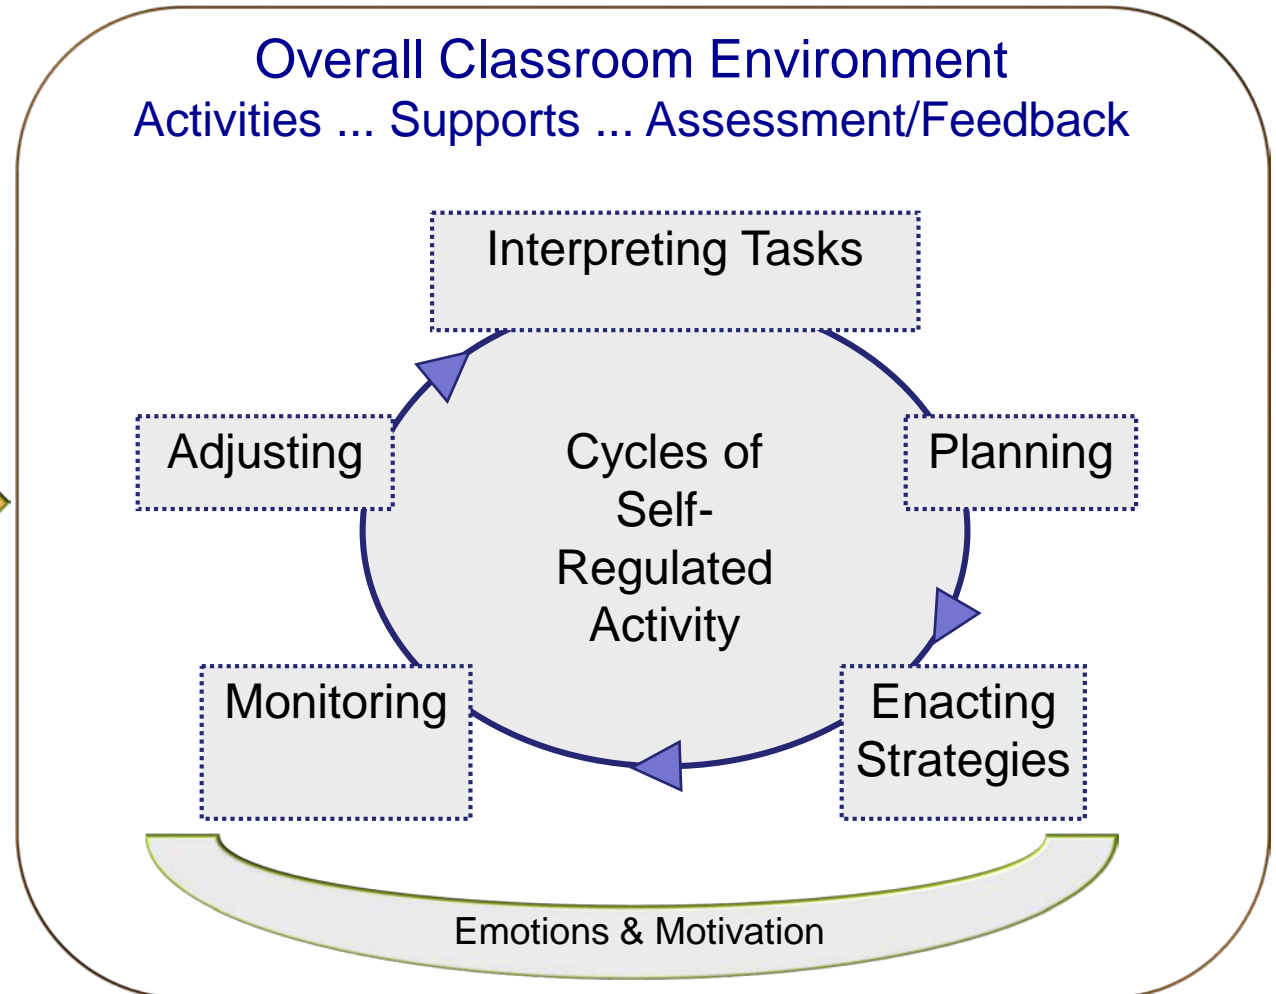 Overall Classroom Environment
Activities ... Supports ... Assessment/Feedback
Interpreting Tasks
Adjusting
Cycles of
Self-
Regulated
Activity
Planning
Monitoring
Enacting
Strategies
Emotions & Motivation